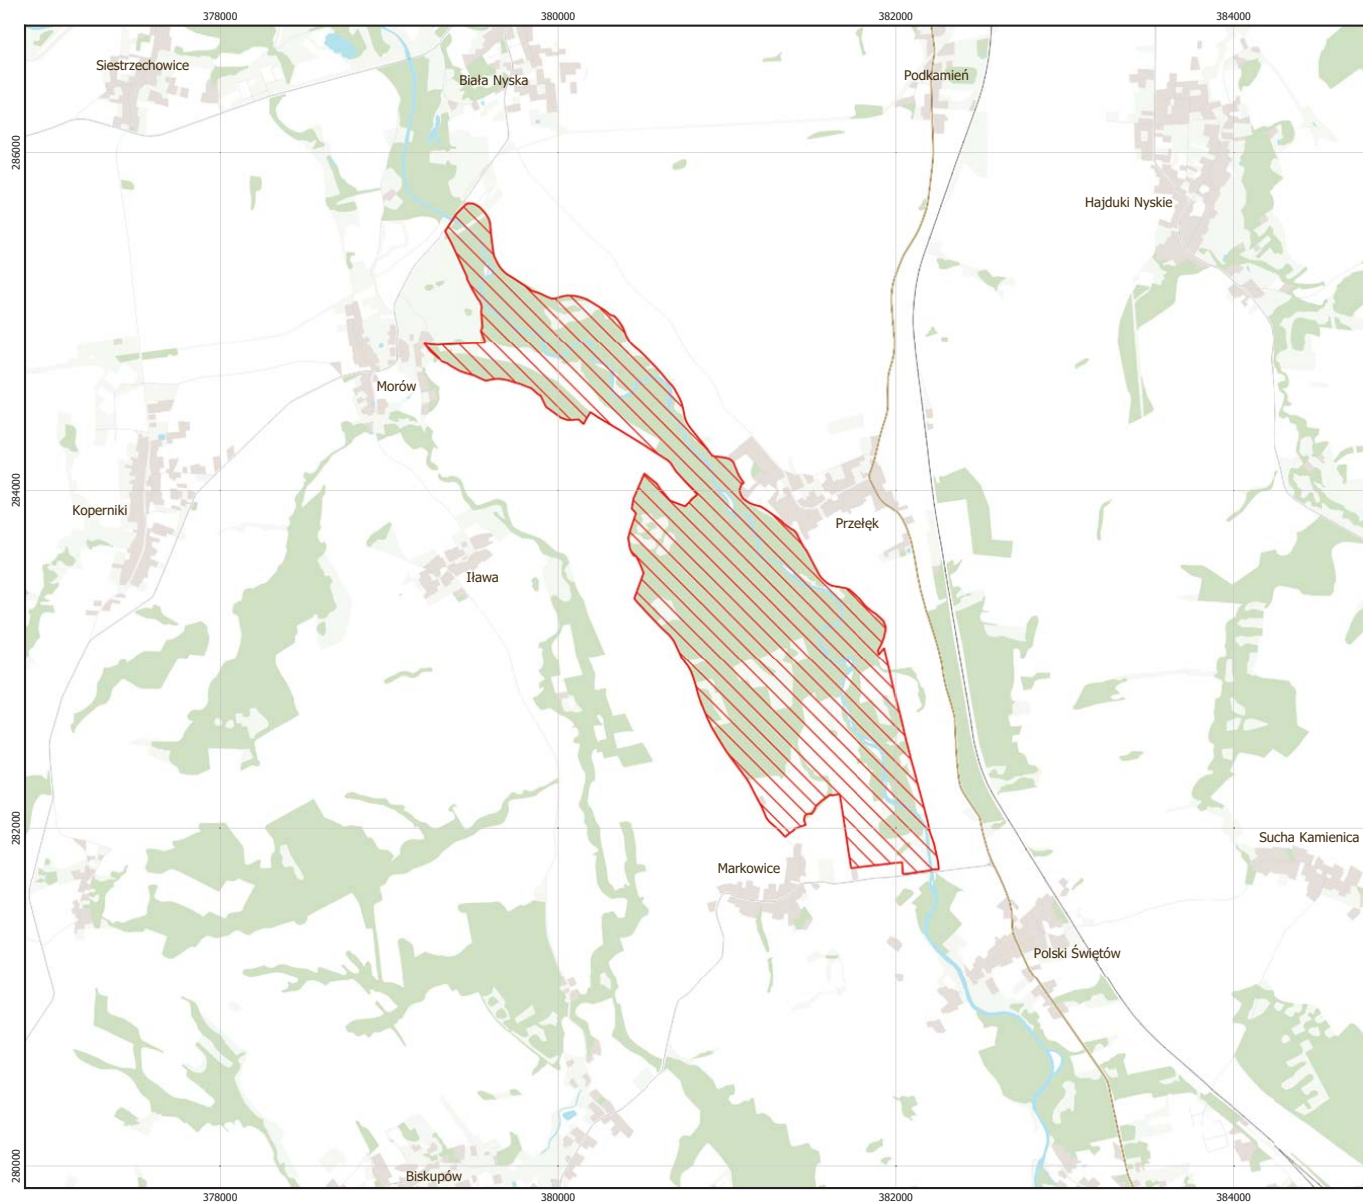 378000 380000 382000 384000
Siestrzechowice
Biała Nyska
Podkamień
286000
Hajduki Nyskie
Morów
284000
Koperniki
Przełęk
Iława
282000
Markowice
Sucha Kamienica
Polski Świętów
280000
Biskupów
378000 380000 382000 384000